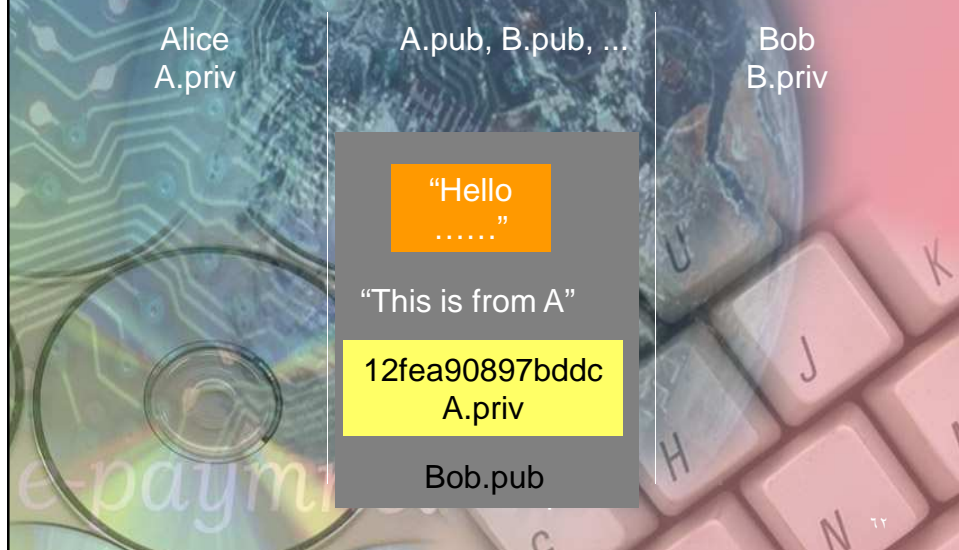 Alice
A.priv
A.pub, B.pub, ...
Bob
B.priv
“Hello
……”
“This is from A”
12fea90897bddc
A.priv
Bob.pub
e-paym
U
K
J
H
C
N
٦٢